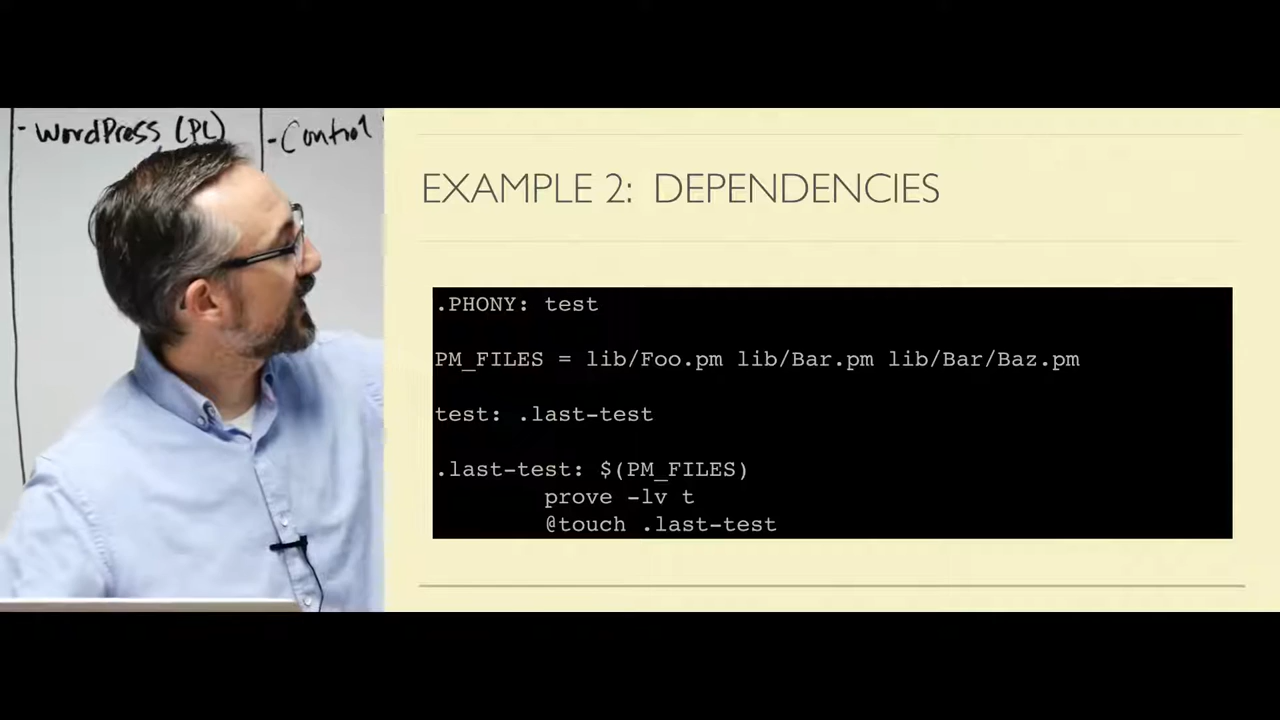 - WordPress (PL)
- Control
EXAMPLE 2: DEPENDENCIES
.PHONY: test
PM_FILES = lib/Foo.pm lib/Bar.pm lib/Bar/Baz.pm
test: .last-test
.last-test: $(PM_FILES)
prove -lv t
@touch .last-test